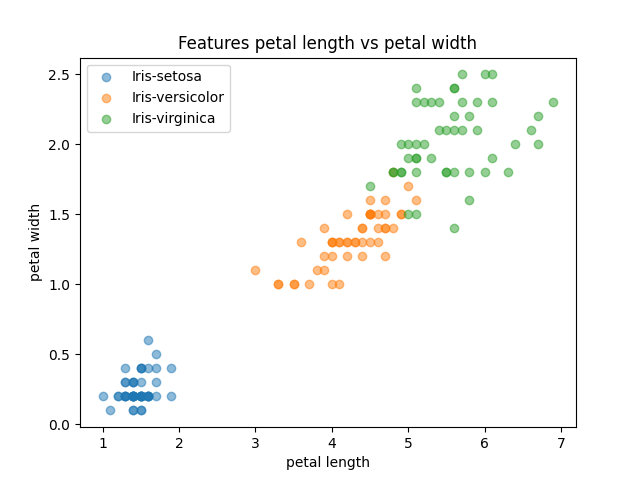 Features petal length vs petal width
Iris-setosa
Iris-versicolor
Iris-virginica
petal width
2.5
2.0
1.5
1.0
0.5
0.0
1 2 3 4 5 6 7
petal length